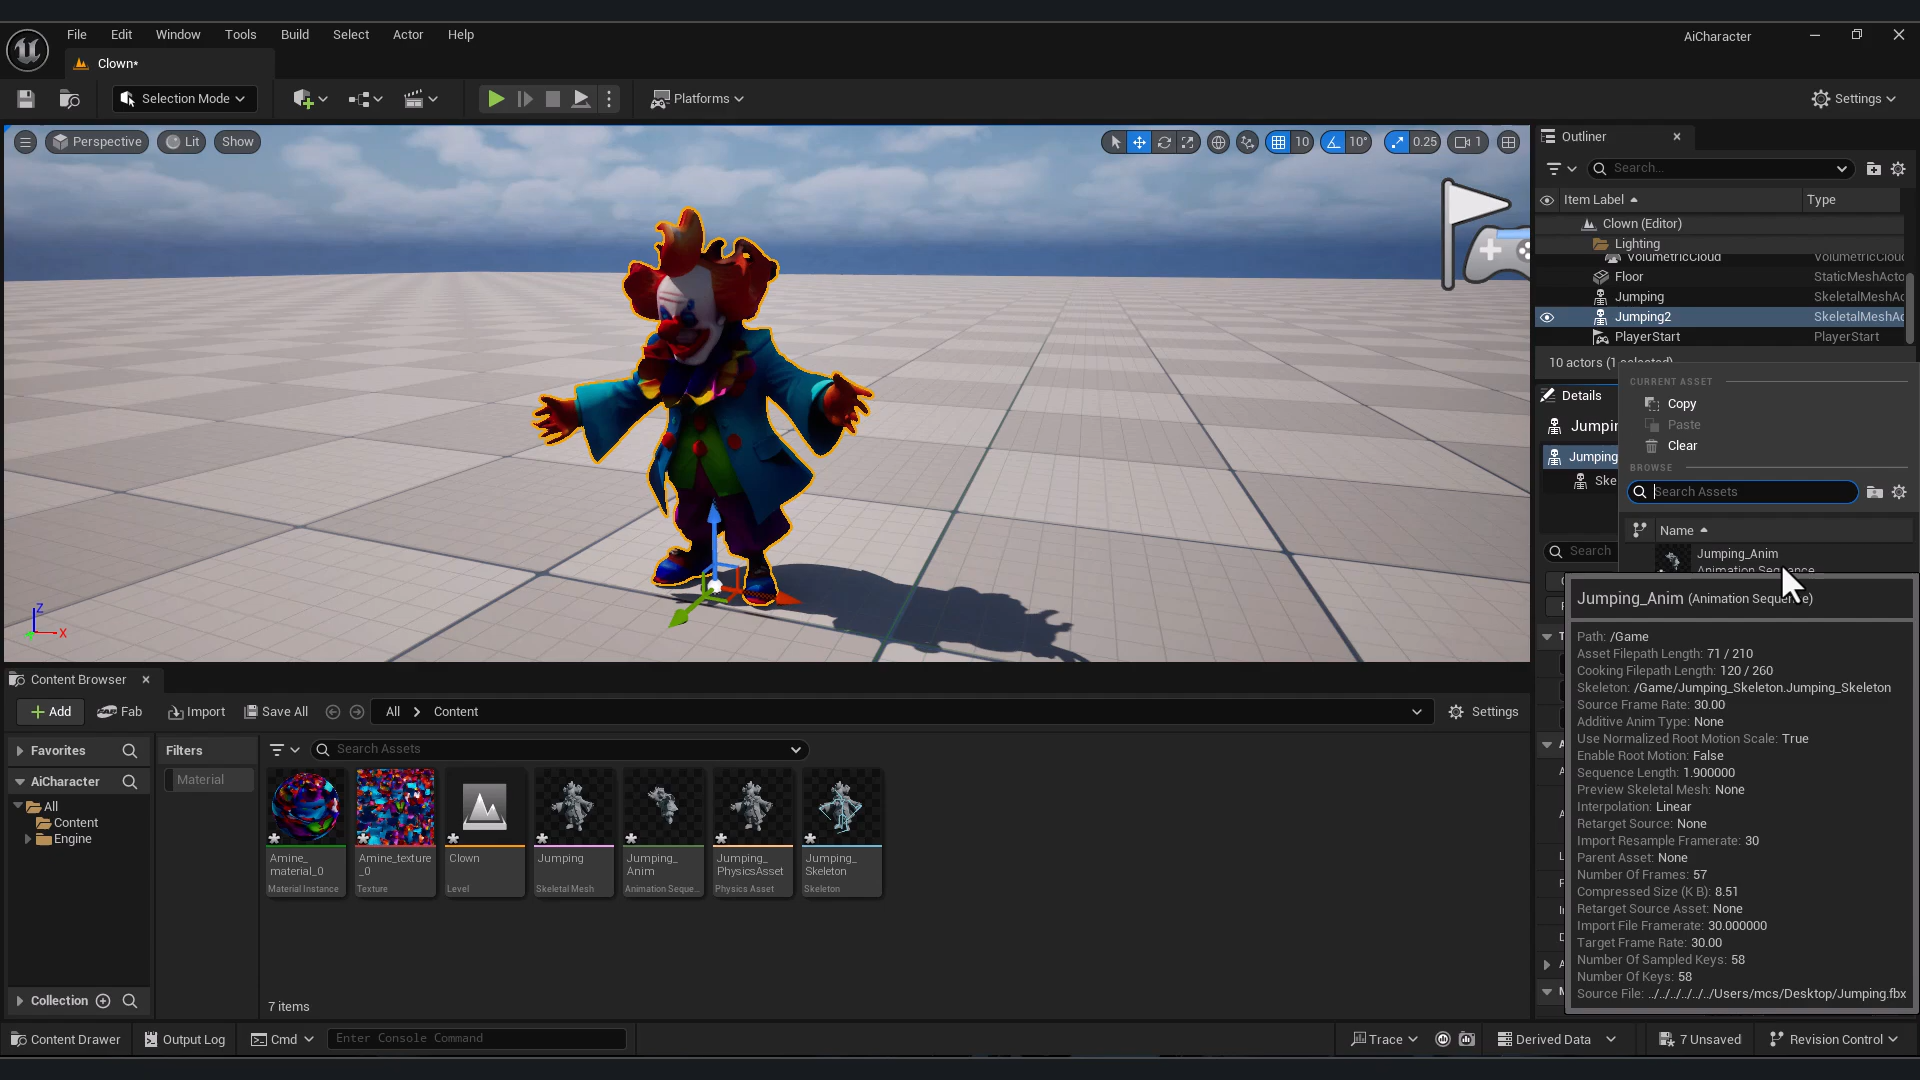 File Edit Window Tools Build Select Actor Help
AiCharacter
Clown*
Selection Mode
Platforms
Settings
Perspective Lit Show
10 10° 0.25 1
Outliner
Search...
Item Label Type
Clown (Editor)
Lighting
VolumetricCloud VolumetricCloud
Floor StaticMeshActo
Jumping SkeletalMeshAc
Jumping2 SkeletalMeshAc
PlayerStart PlayerStart
10 actors (1 selected)
Details
Jumpin
Jumping
Ske
Search
CURRENT ASSET
Copy
Paste
Clear
BROWSE
Search Assets
Name
Jumping_Anim
Animation Sequence
Jumping_Anim (Animation Sequence)
Path: /Game
Asset Filepath Length: 71 / 210
Cooking Filepath Length: 120 / 260
Skeleton: /Game/Jumping_Skeleton.Jumping_Skeleton
Source Frame Rate: 30.00
Additive Anim Type: None
Use Normalized Root Motion Scale: True
Enable Root Motion: False
Sequence Length: 1.900000
Preview Skeletal Mesh: None
Interpolation: Linear
Retarget Source: None
Import Resample Framerate: 30
Parent Asset: None
Number Of Frames: 57
Compressed Size (K B): 8.51
Retarget Source Asset: None
Import File Framerate: 30.000000
Target Frame Rate: 30.00
Number Of Sampled Keys: 58
Number Of Keys: 58
Source File: ../../../../../../Users/mcs/Desktop/Jumping.fbx
Z
X
Content Browser
Add Fab Import Save All All Content Settings
Favorites
AiCharacter
All
Content
Engine
Collection
Filters
Material
Search Assets
Amine_
material_0
Material Instance
Amine_texture
_0
Texture
Clown
Level
Jumping
Skeletal Mesh
Jumping_
Anim
Animation Seque...
Jumping_
PhysicsAsset
Physics Asset
Jumping_
Skeleton
Skeleton
7 items
Content Drawer Output Log Cmd Enter Console Command Trace Derived Data 7 Unsaved Revision Control